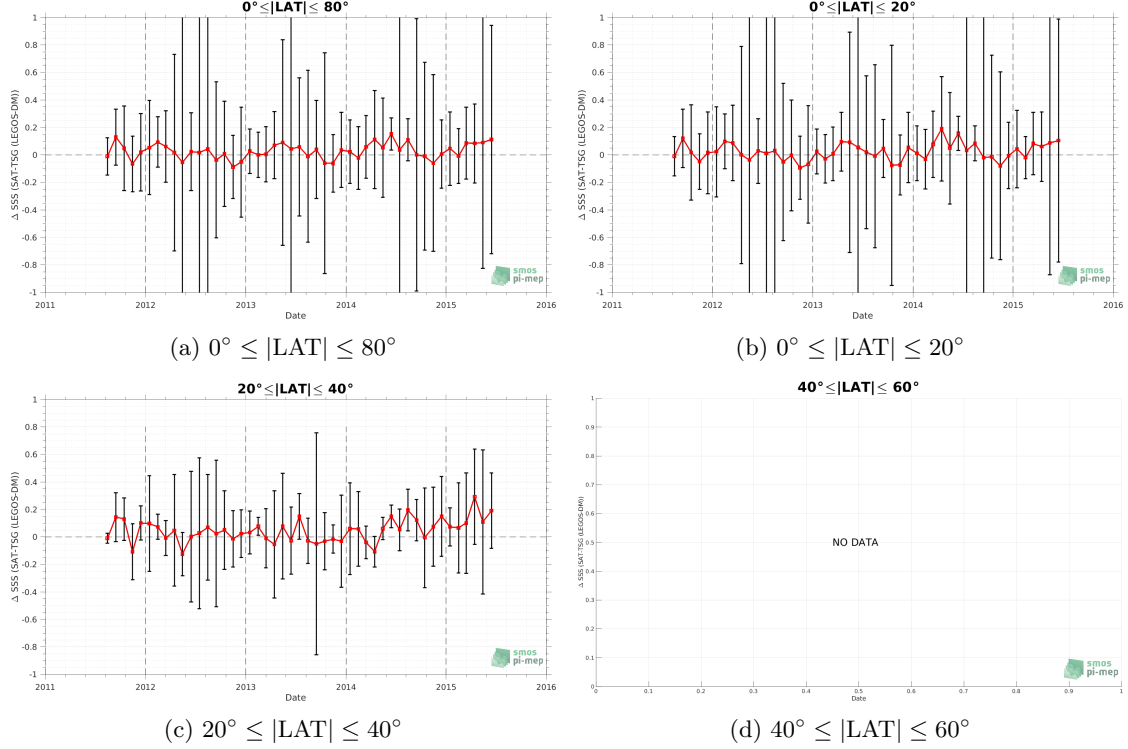 0°≤|LAT|≤ 80°
1
0.8
0.6
0.4
0.2
0
-0.2
-0.4
-0.6
-0.8
-1
Δ SSS (SAT-TSG (LEGOS-DM))
2011 2012 2013 2014 2015 2016
Date
smos
pi-mep
(a) 0° ≤ |LAT| ≤ 80°
0°≤|LAT|≤ 20°
1
0.8
0.6
0.4
0.2
0
-0.2
-0.4
-0.6
-0.8
-1
Δ SSS (SAT-TSG (LEGOS-DM))
2011 2012 2013 2014 2015 2016
Date
smos
pi-mep
(b) 0° ≤ |LAT| ≤ 20°
20°≤|LAT|≤ 40°
1
0.8
0.6
0.4
0.2
0
-0.2
-0.4
-0.6
-0.8
-1
Δ SSS (SAT-TSG (LEGOS-DM))
2011 2012 2013 2014 2015 2016
Date
smos
pi-mep
(c) 20° ≤ |LAT| ≤ 40°
40°≤|LAT|≤ 60°
1
0.9
0.8
0.7
0.6
0.5
0.4
0.3
0.2
0.1
0
Δ SSS (SAT-TSG (LEGOS-DM))
NO DATA
0 0.1 0.2 0.3 0.4 0.5 0.6 0.7 0.8 0.9 1
Date
smos
pi-mep
(d) 40° ≤ |LAT| ≤ 60°